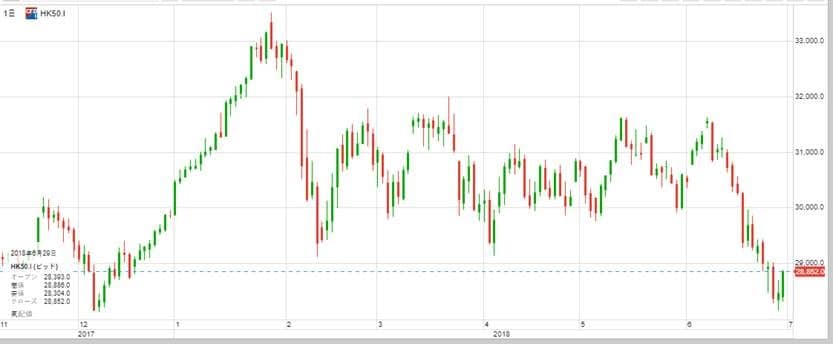 1日 HK50.I
33,000.0
32,000.0
31,000.0
30,000.0
29,000.0
28,852.0
2018年6月29日
HK50.I (ビッド)
オープン 28,393.0
高値 28,886.0
安値 28,304.0
クローズ 28,852.0
気配値
11 12 1 2 3 4 5 6 7
2017 2018